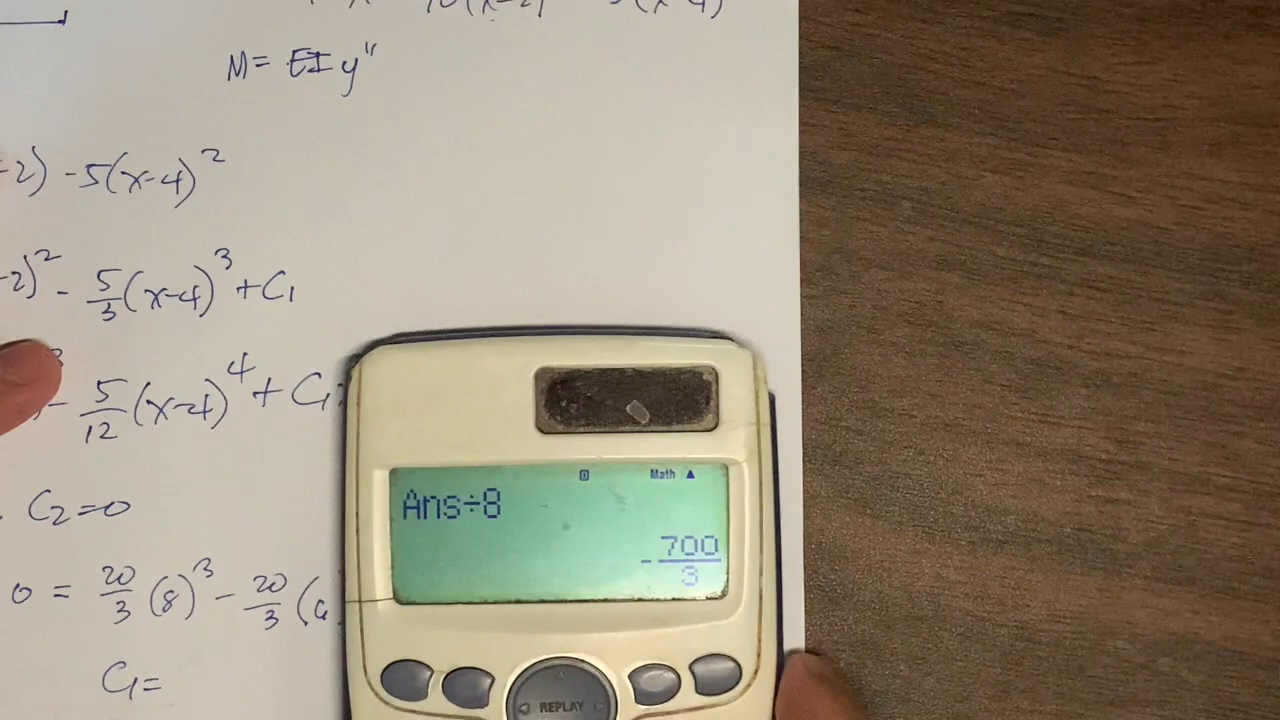 M = EI y"
-2) - 5(x-4)²
-2)² - 5/3 (x-4)³ + C₁
- 5/12 (x-4)⁴ + C₁
C₂ = 0
0 = 20/3 (8)³ - 20/3 (6
C₁ =
D Math ▲
Ans÷8
-700/3
REPLAY